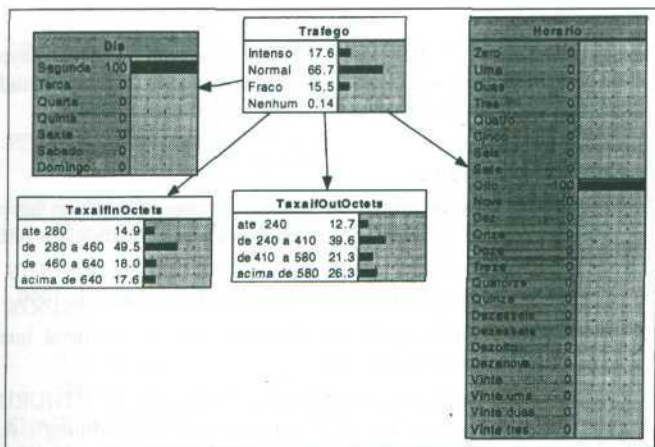 Dia
Segunda 100
Terca 0
Quarta 0
Quinta 0
Sexta 0
Sabado 0
Domingo 0
Trafego
Intenso 17.6
Normal 66.7
Fraco 15.5
Nenhum 0.14
Horario
Zero 0
Uma 0
Duas 0
Tres 0
Quatro 0
Cinco 0
Seis 0
Sete 0
Oito 100
Nove 0
Dez 0
Onze 0
Doze 0
Treze 0
Quatorze 0
Quinze 0
Dezesseis 0
Dezessete 0
Dezoito 0
Dezenove 0
Vinte 0
Vinte uma 0
Vinte duas 0
Vinte tres 0
TaxaifInOctets
ate 280 14.9
de 280 a 460 49.5
de 460 a 640 18.0
acima de 640 17.6
TaxaifOutOctets
ate 240 12.7
de 240 a 410 39.6
de 410 a 580 21.3
acima de 580 26.3